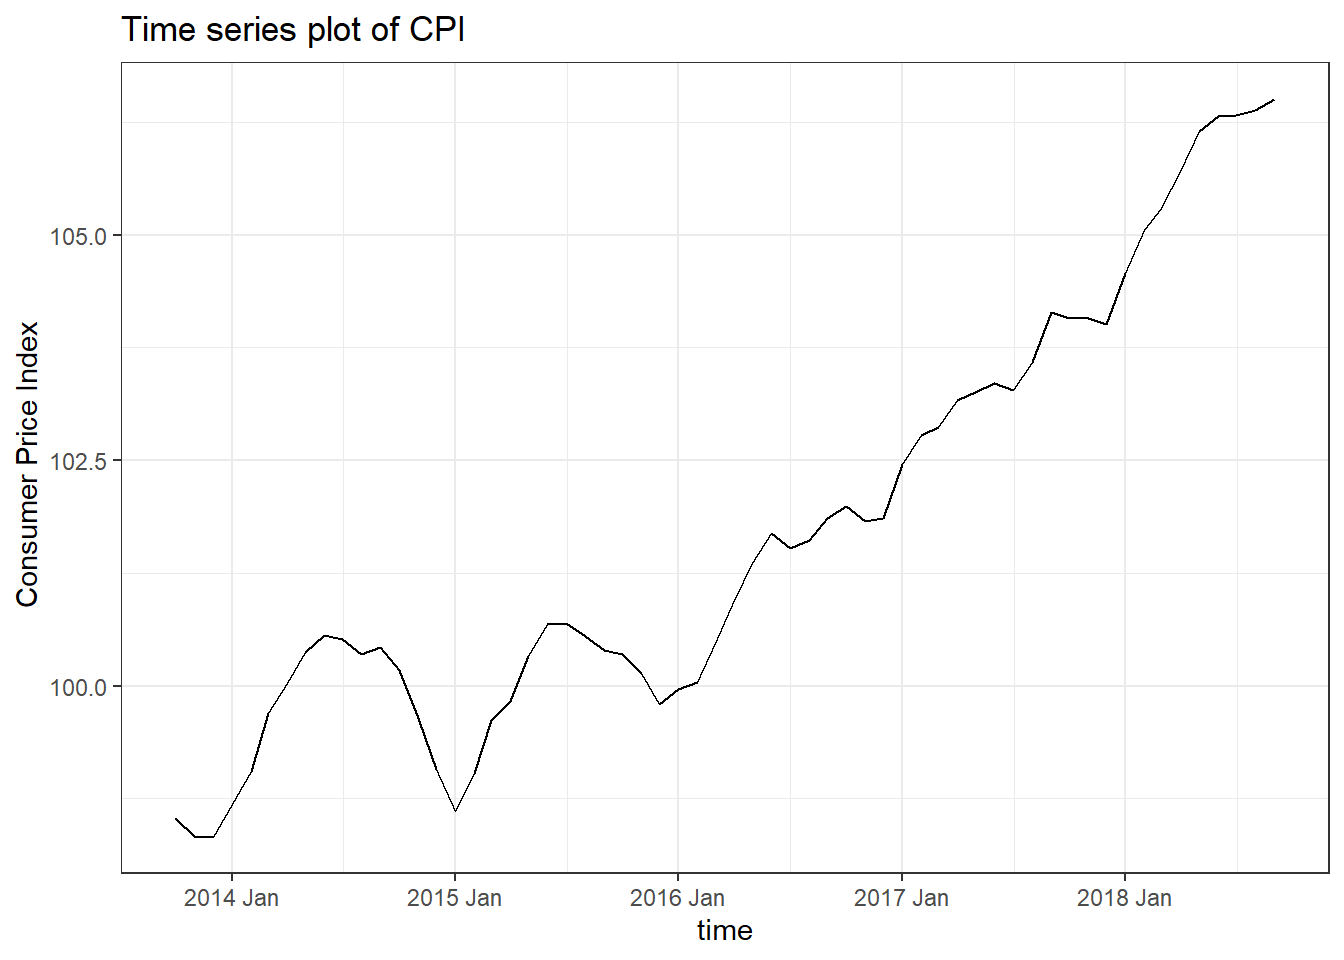 Time series plot of CPI
Consumer Price Index
105.0
102.5
100.0
2014 Jan 2015 Jan 2016 Jan 2017 Jan 2018 Jan
time